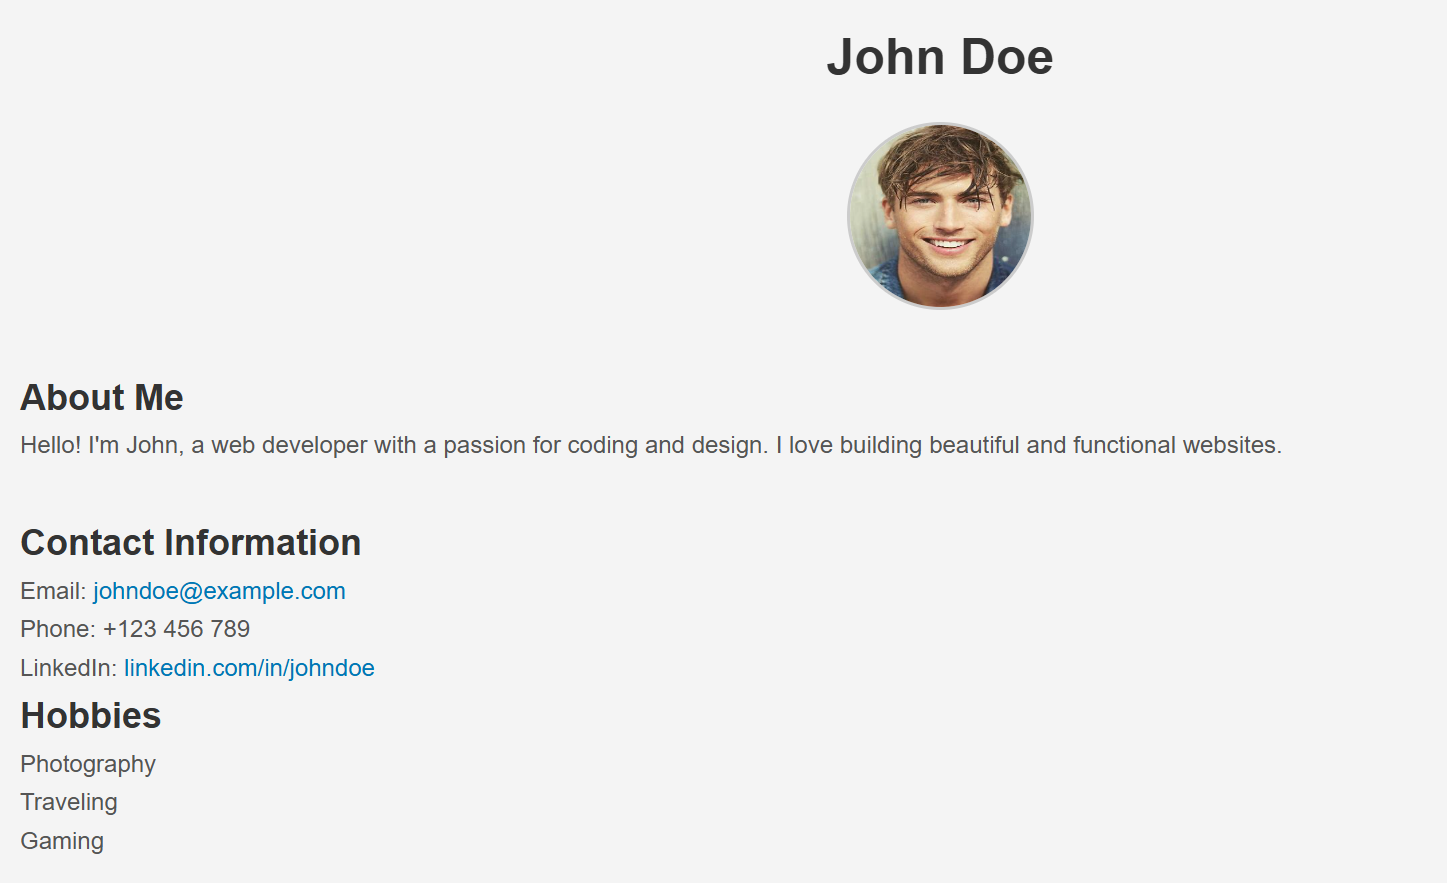 John Doe
About Me
Hello! I'm John, a web developer with a passion for coding and design. I love building beautiful and functional websites.
Contact Information
Email: johndoe@example.com
Phone: +123 456 789
LinkedIn: linkedin.com/in/johndoe
Hobbies
Photography
Traveling
Gaming